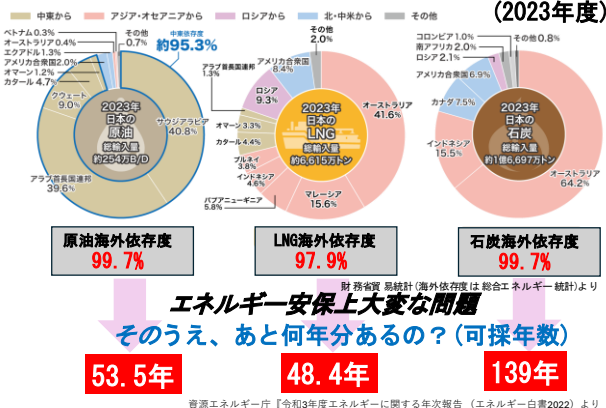 中東から アジア・オセアニアから ロシアから 北・中米から その他
(2023年度)
ベトナム0.3%
オーストラリア0.4%
エクアドル1.3%
アメリカ合衆国2.0%
オマーン1.2%
カタール4.7%
クウェート
9.0%
アラブ首長国連邦
39.6%
サウジアラビア
40.8%
その他
0.7%
中東依存度
約95.3%
2023年
日本の
原油
総輸入量
約254万B/D
その他
2.0%
アメリカ合衆国
8.4%
アラブ首長国連邦
1.3%
ロシア
9.3%
オマーン 3.3%
カタール 4.4%
ブルネイ
3.8%
インドネシア
4.6%
パプアニューギニア
5.8%
マレーシア
15.6%
オーストラリア
41.6%
2023年
日本の
LNG
総輸入量
約6,615万トン
コロンビア 1.0%
南アフリカ 2.0%
ロシア 2.1%
アメリカ合衆国 6.9%
カナダ 7.5%
インドネシア
15.5%
オーストラリア
64.2%
その他0.8%
2023年
日本の
石炭
総輸入量
約1億6,697万トン
原油海外依存度
99.7%
LNG海外依存度
97.9%
石炭海外依存度
99.7%
財務省貿易統計(海外依存度は総合エネルギー統計)より
エネルギー安保上大変な問題
そのうえ、あと何年分あるの？(可採年数)
53.5年
48.4年
139年
資源エネルギー庁『令和3年度エネルギーに関する年次報告 （エネルギー白書2022）より